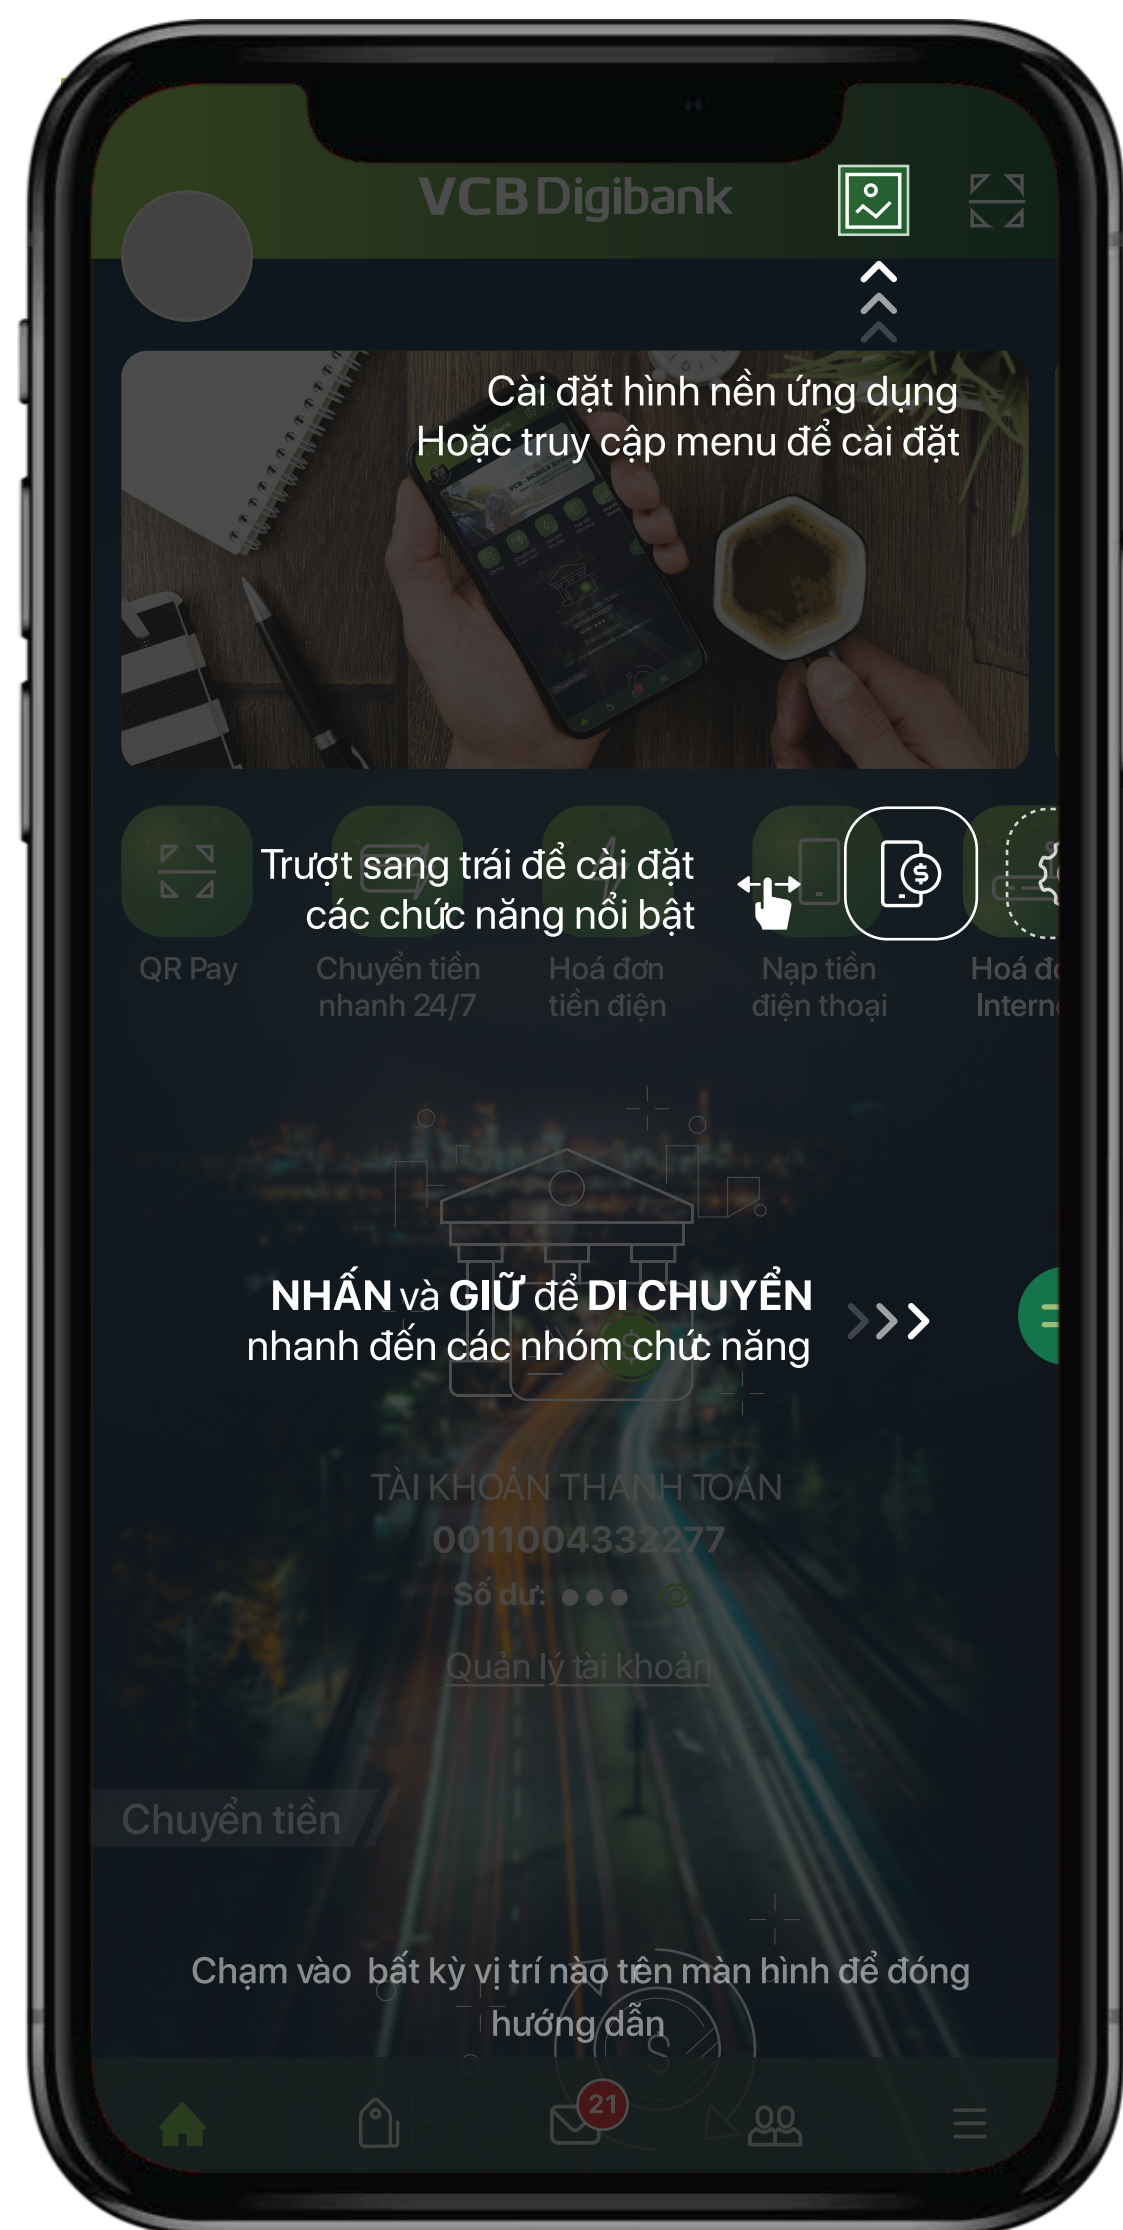 VCB Digibank
Cài đặt hình nền ứng dụng
Hoặc truy cập menu để cài đặt
Trượt sang trái để cài đặt
các chức năng nổi bật
QR Pay
Chuyển tiền
nhanh 24/7
Hoá đơn
tiền điện
Nạp tiền
điện thoại
Hoá đơ
Interne
NHẤN và GIỮ để DI CHUYỂN
nhanh đến các nhóm chức năng
TÀI KHOẢN THANH TOÁN
0011004332277
Số dư:
Quản lý tài khoản
Chuyển tiền
Chạm vào bất kỳ vị trí nào trên màn hình để đóng
hướng dẫn
21